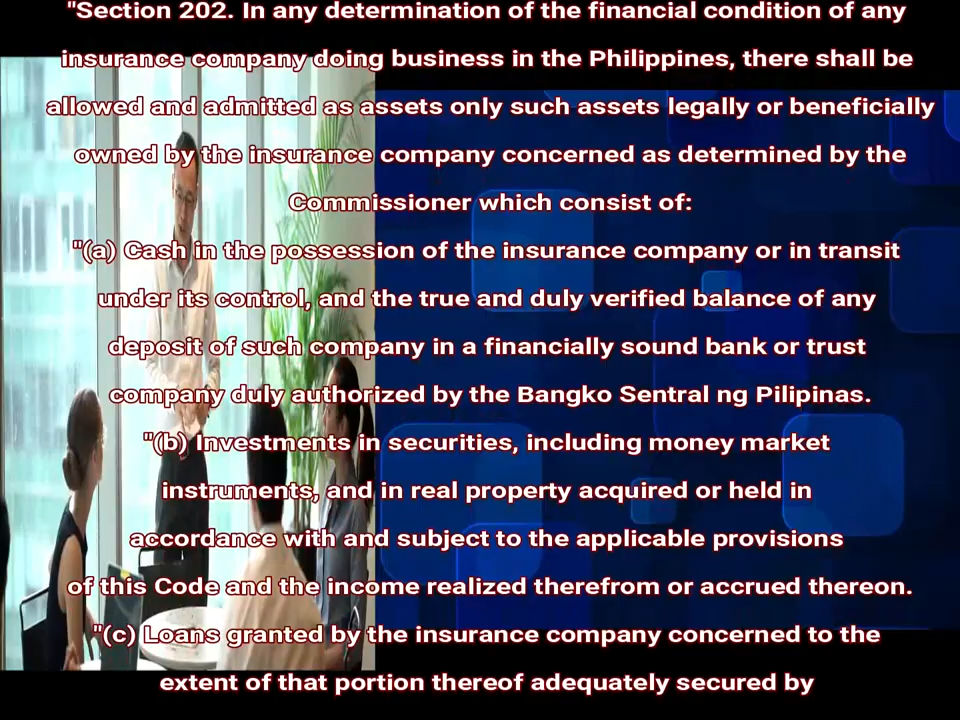 "Section 202. In any determination of the financial condition of any
insurance company doing business in the Philippines, there shall be
allowed and admitted as assets only such assets legally or beneficially
owned by the insurance company concerned as determined by the
Commissioner which consist of:
"(a) Cash in the possession of the insurance company or in transit
under its control, and the true and duly verified balance of any
deposit of such company in a financially sound bank or trust
company duly authorized by the Bangko Sentral ng Pilipinas.
"(b) Investments in securities, including money market
instruments, and in real property acquired or held in
accordance with and subject to the applicable provisions
of this Code and the income realized therefrom or accrued thereon.
"(c) Loans granted by the insurance company concerned to the
extent of that portion thereof adequately secured by